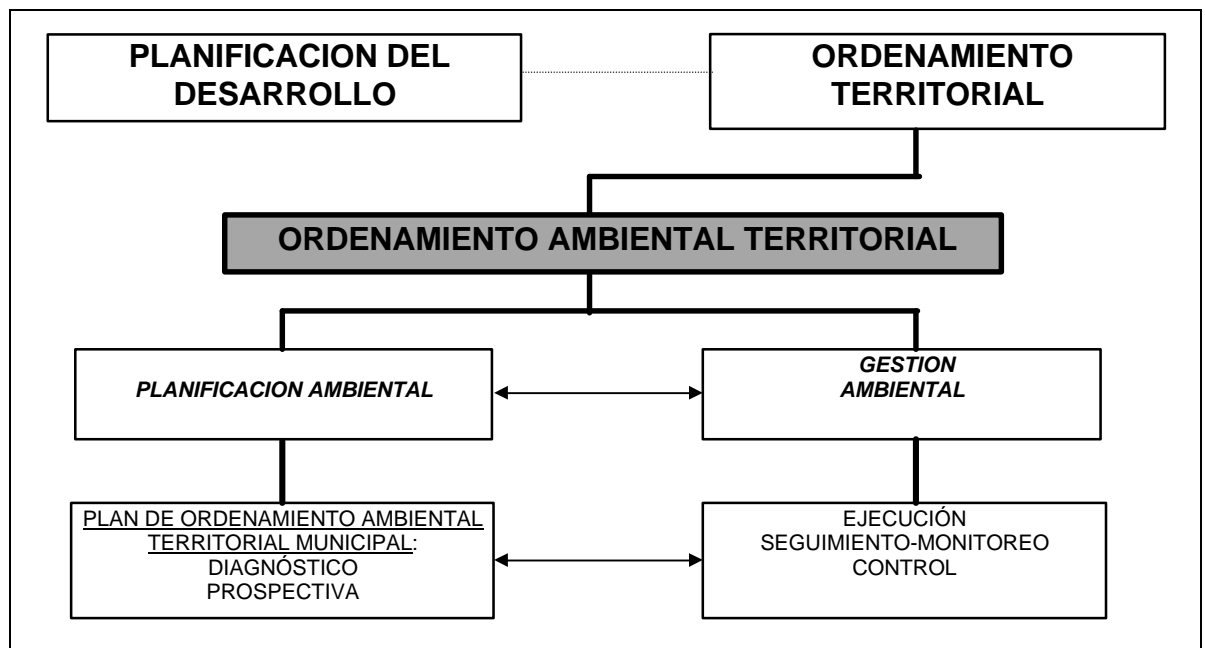 PLANIFICACION DEL
DESARROLLO
ORDENAMIENTO
TERRITORIAL
ORDENAMIENTO AMBIENTAL TERRITORIAL
PLANIFICACION AMBIENTAL
GESTION
AMBIENTAL
PLAN DE ORDENAMIENTO AMBIENTAL
TERRITORIAL MUNICIPAL:
DIAGNÓSTICO
PROSPECTIVA
EJECUCIÓN
SEGUIMIENTO-MONITOREO
CONTROL